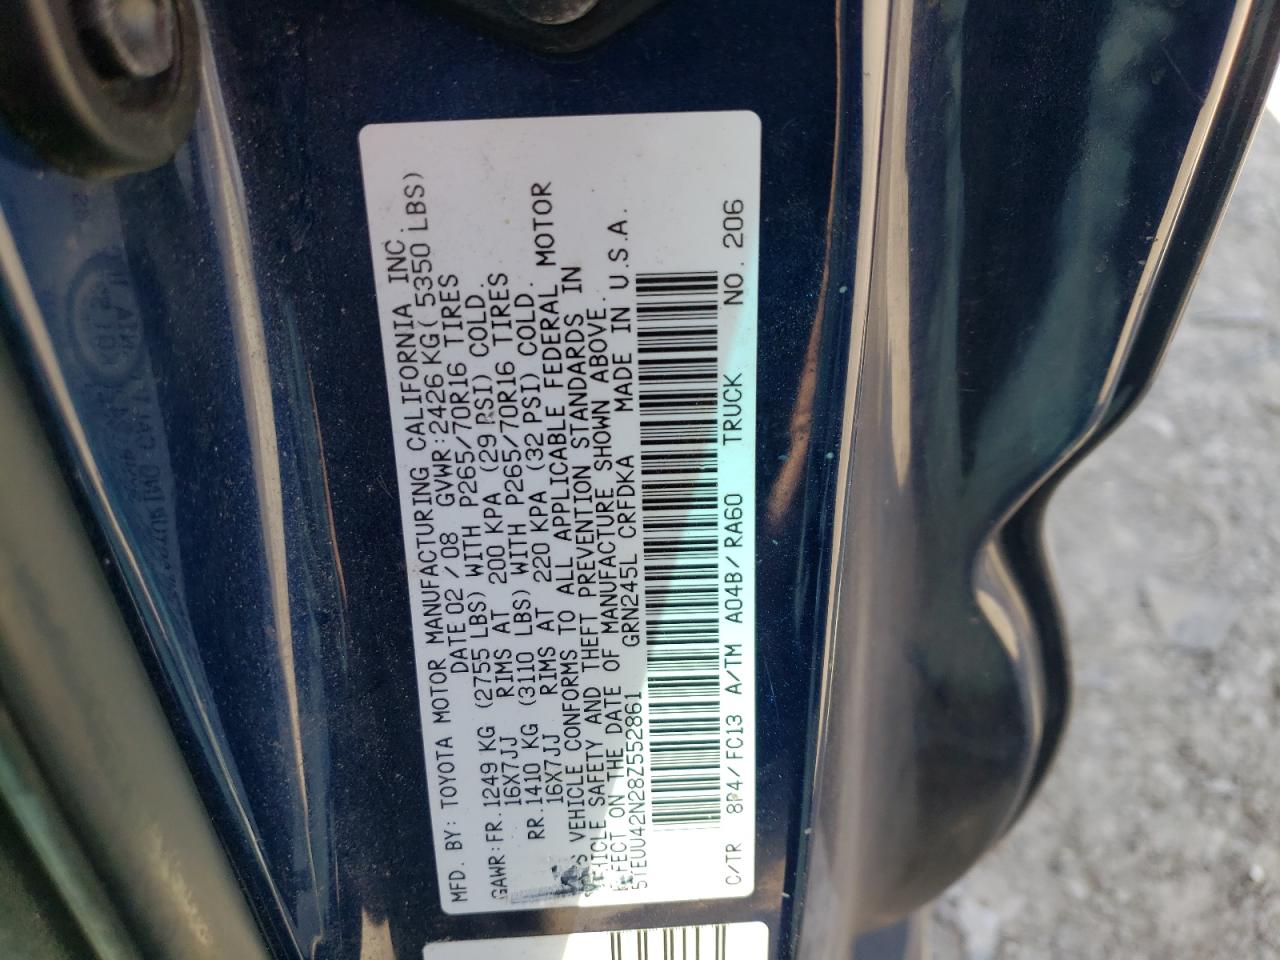 MFD. BY: TOYOTA MOTOR MANUFACTURING CALIFORNIA INC.
DATE 02/08 GVWR: 2426 KG( 5350 LBS)
GAWR: FR. 1249 KG (2755 LBS) WITH P265/70R16 TIRES
16X7JJ RIMS AT 200 KPA (29 PSI) COLD.
RR. 1410 KG (3110 LBS) WITH P265/70R16 TIRES
16X7JJ RIMS AT 220 KPA (32 PSI) COLD.
VEHICLE CONFORMS TO ALL APPLICABLE FEDERAL MOTOR
VEHICLE SAFETY AND THEFT PREVENTION STANDARDS IN
EFFECT ON THE DATE OF MANUFACTURE SHOWN ABOVE.
5TEUU42N28Z552861 GRN245L CRFDKA MADE IN U.S.A.
C/TR 8P4/FC13 A/TM A04B/RA60 TRUCK NO. 206